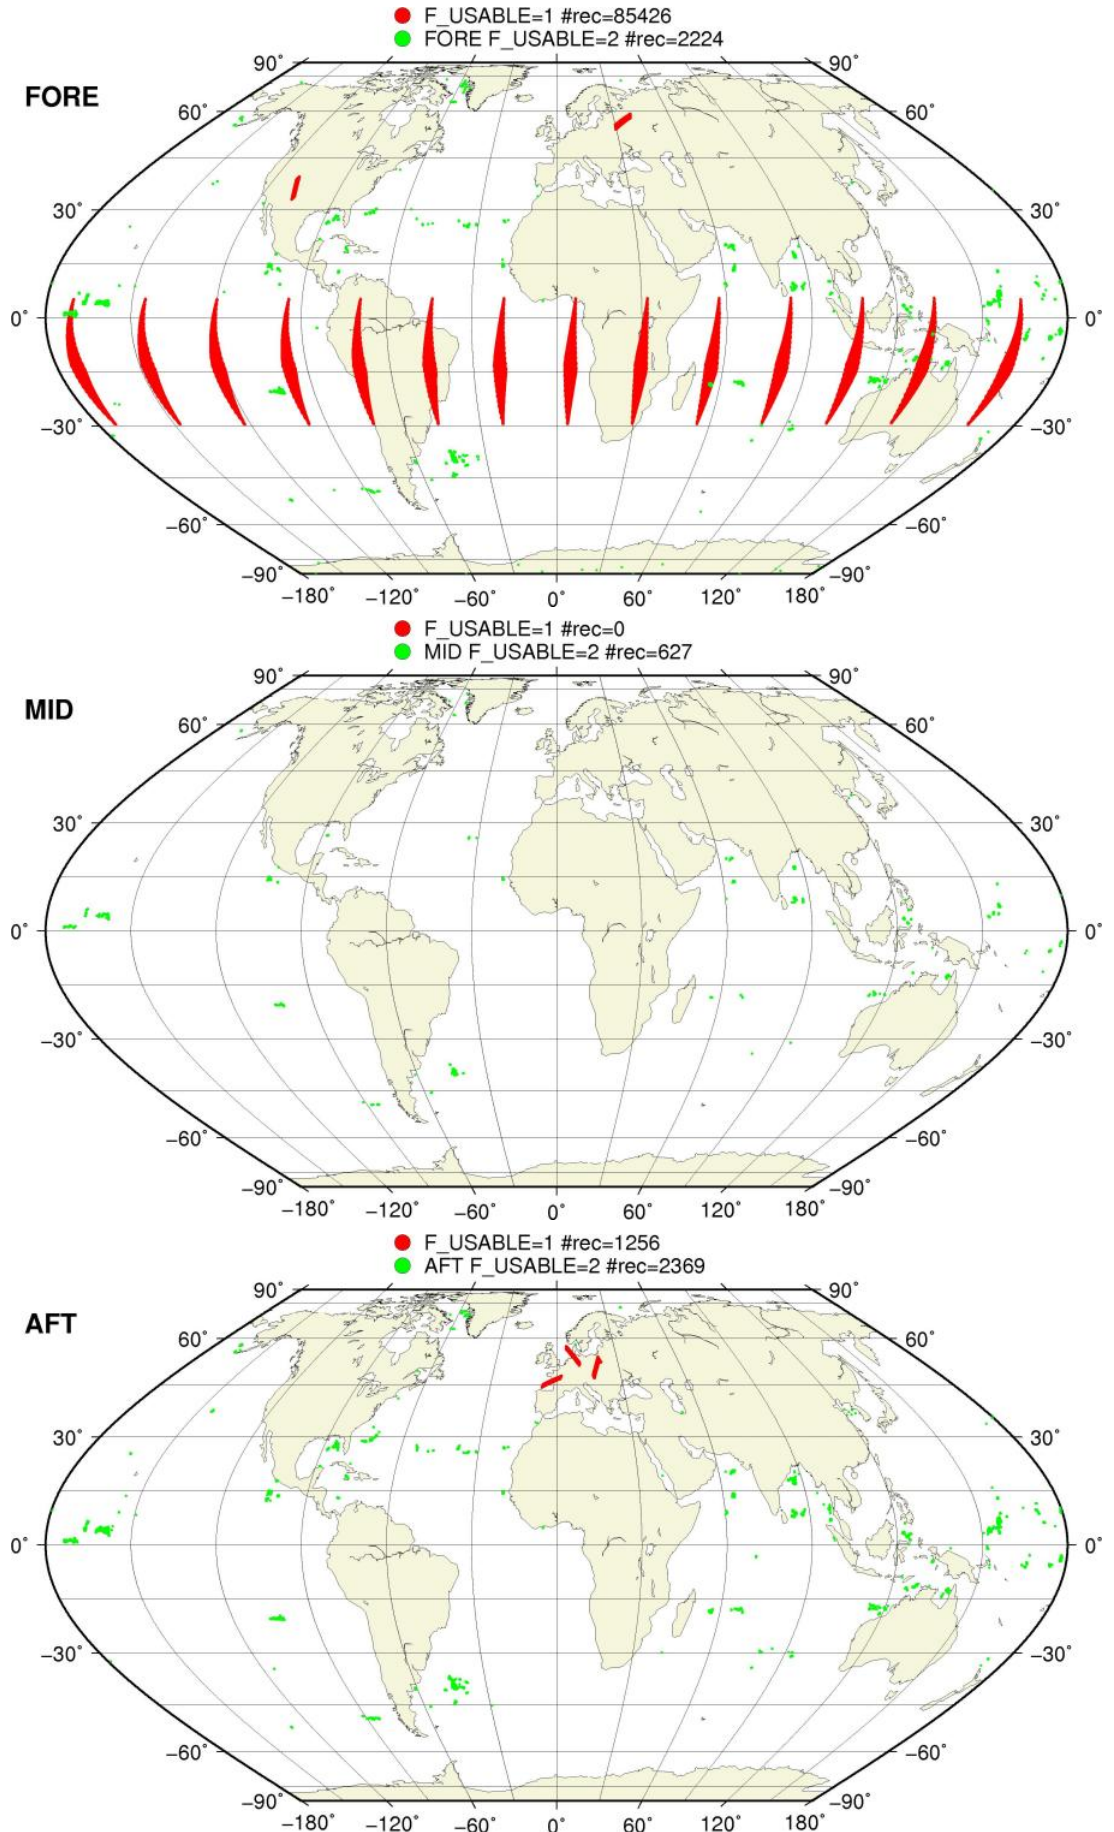 F_USABLE=1 #rec=85426
FORE F_USABLE=2 #rec=2224
FORE
90˚ 90˚
60˚ 60˚
30˚ 30˚
0˚ 0˚
−30˚ −30˚
−60˚ −60˚
−90˚ −90˚
−180˚ −120˚ −60˚ 0˚ 60˚ 120˚ 180˚
F_USABLE=1 #rec=0
MID F_USABLE=2 #rec=627
MID
90˚ 90˚
60˚ 60˚
30˚ 30˚
0˚ 0˚
−30˚ −30˚
−60˚ −60˚
−90˚ −90˚
−180˚ −120˚ −60˚ 0˚ 60˚ 120˚ 180˚
F_USABLE=1 #rec=1256
AFT F_USABLE=2 #rec=2369
AFT
90˚ 90˚
60˚ 60˚
30˚ 30˚
0˚ 0˚
−30˚ −30˚
−60˚ −60˚
−90˚ −90˚
−180˚ −120˚ −60˚ 0˚ 60˚ 120˚ 180˚